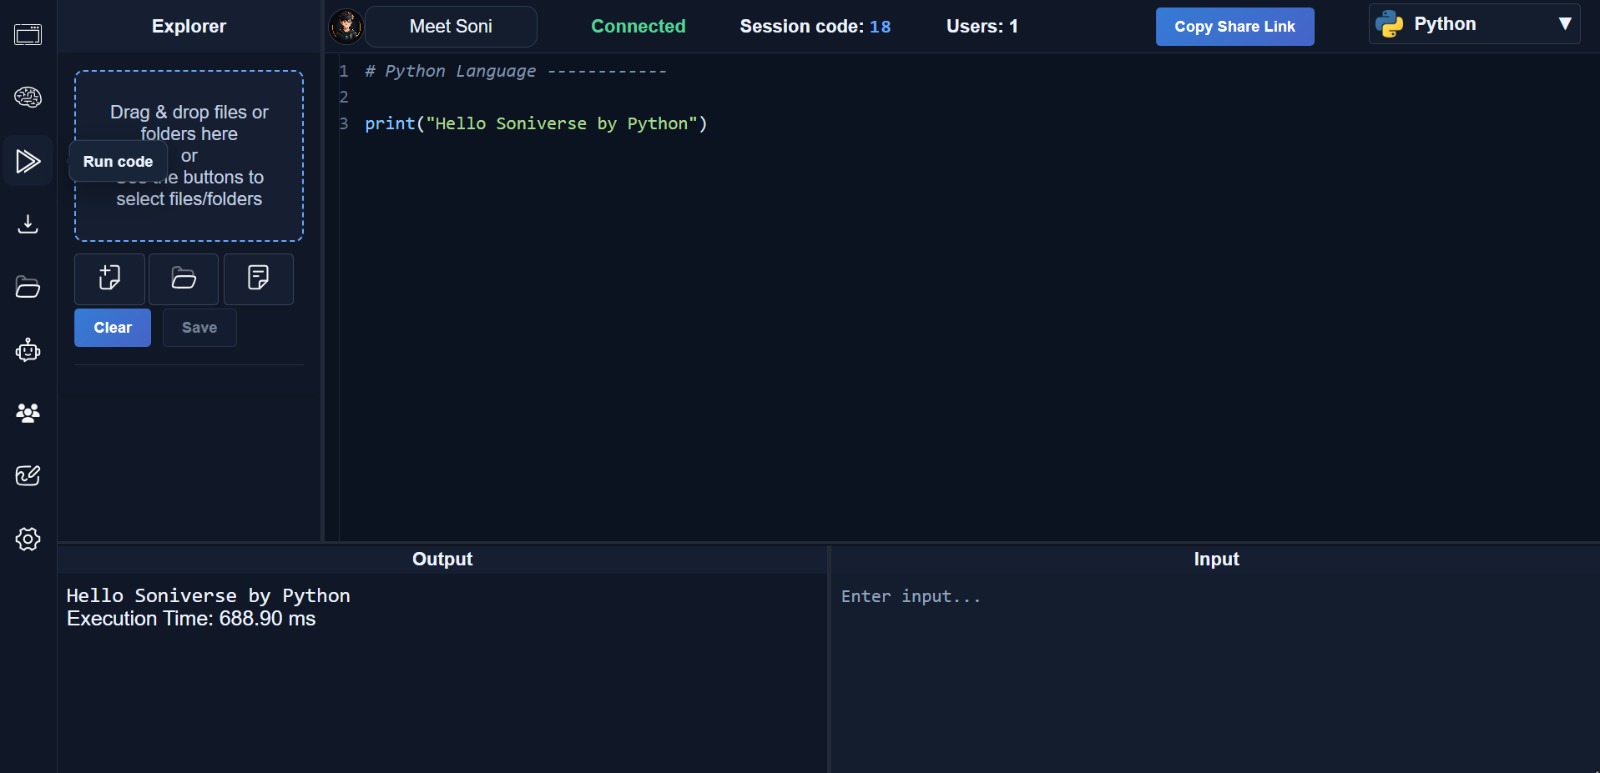 Explorer
Meet Soni
Connected
Session code: 18
Users: 1
Copy Share Link
Python
Drag & drop files or
folders here
or
the buttons to
select files/folders
Run code
Clear
Save
1 # Python Language ------------
2
3 print("Hello Soniverse by Python")
Output
Hello Soniverse by Python
Execution Time: 688.90 ms
Input
Enter input...